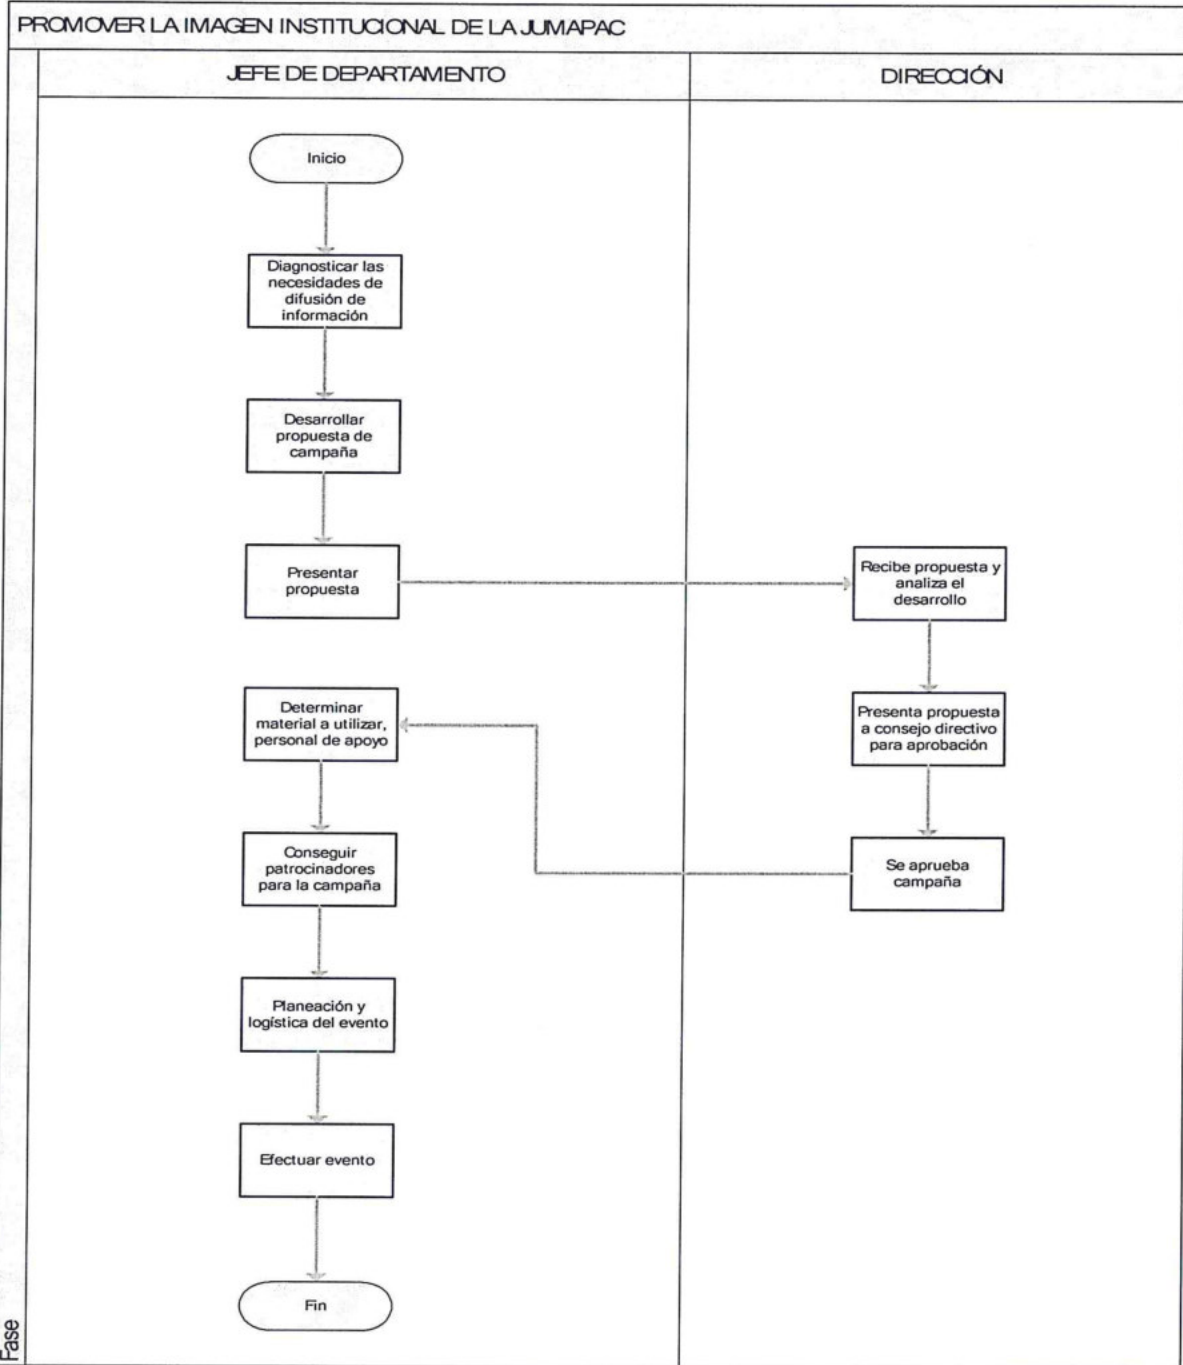 PROMOVER LA IMAGEN INSTITUCIONAL DE LA JUMAPAC
JEFE DE DEPARTAMENTO
DIRECCIÓN
Inicio
Diagnosticar las
necesidades de
difusión de
información
Desarrollar
propuesta de
campaña
Presentar
propuesta
Recibe propuesta y
analiza el
desarrollo
Presenta propuesta
a consejo directivo
para aprobación
Se aprueba
campaña
Determinar
material a utilizar,
personal de apoyo
Conseguir
patrocinadores
para la campaña
Planeación y
logística del evento
Efectuar evento
Fin
Fase